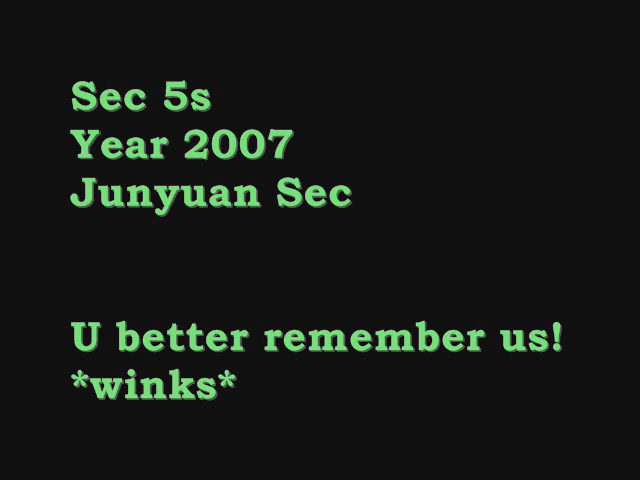 Sec 5s
Year 2007
Junyuan Sec
U better remember us!
*winks*